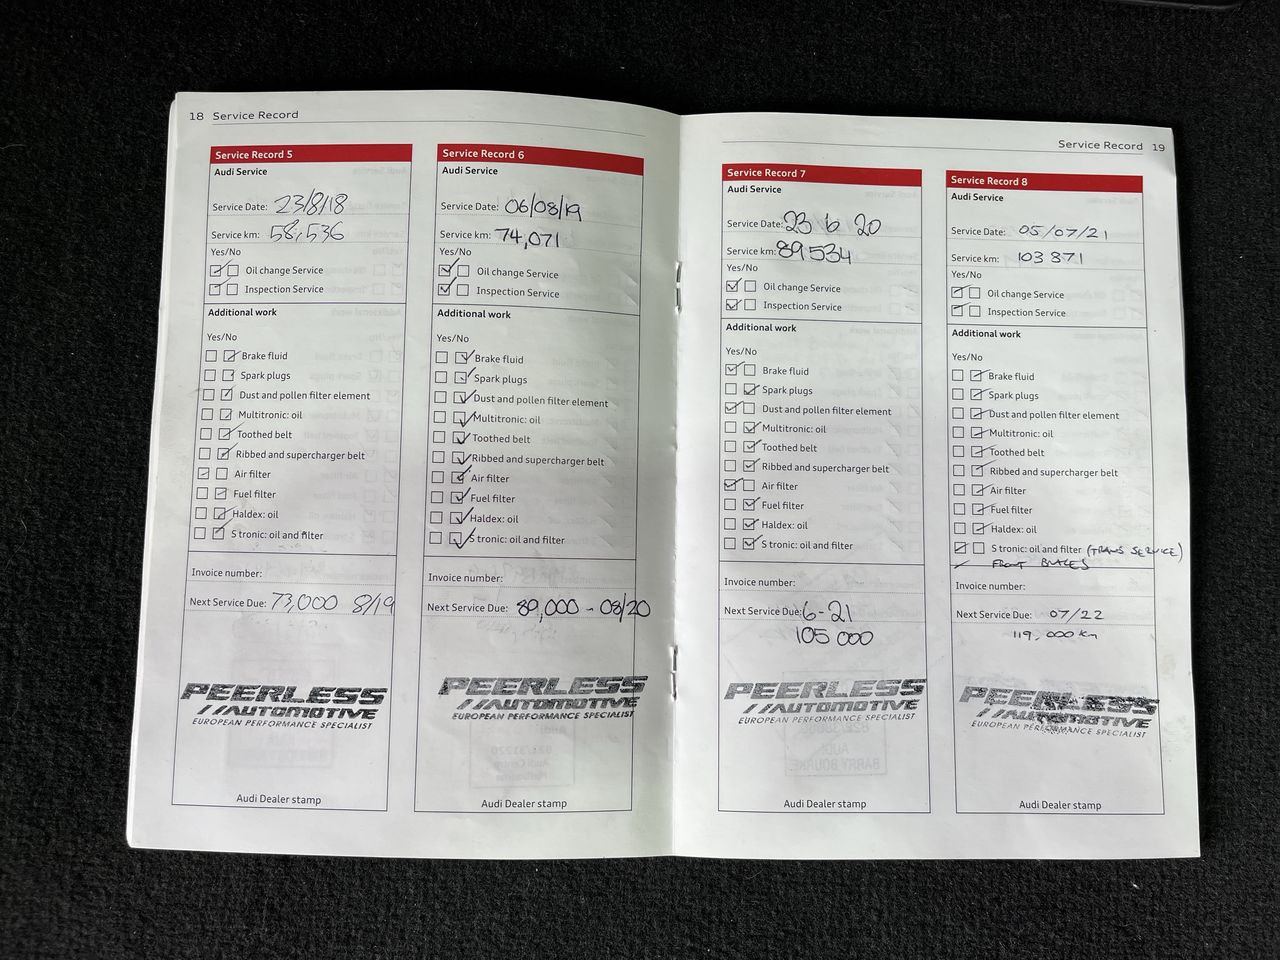 18 Service Record
Service Record 5
Audi Service
Service Date: 23/8/18
Service km: 58,536
Yes/No
Oil change Service
Inspection Service
Additional work
Yes/No
Brake fluid
Spark plugs
Dust and pollen filter element
Multitronic: oil
Toothed belt
Ribbed and supercharger belt
Air filter
Fuel filter
Haldex: oil
S tronic: oil and filter
Invoice number:
Next Service Due: 73,000 8/19
PEERLESS
//AUTOMOTIVE
EUROPEAN PERFORMANCE SPECIALIST
Audi Dealer stamp
Service Record 6
Audi Service
Service Date: 06/08/19
Service km: 74,071
Yes/No
Oil change Service
Inspection Service
Additional work
Yes/No
Brake fluid
Spark plugs
Dust and pollen filter element
Multitronic: oil
Toothed belt
Ribbed and supercharger belt
Air filter
Fuel filter
Haldex: oil
S tronic: oil and filter
Invoice number:
Next Service Due: 89,000 - 08/20
PEERLESS
//AUTOMOTIVE
EUROPEAN PERFORMANCE SPECIALIST
Audi Dealer stamp
Service Record 19
Service Record 7
Audi Service
Service Date: 23 6 20
Service km: 89534
Yes/No
Oil change Service
Inspection Service
Additional work
Yes/No
Brake fluid
Spark plugs
Dust and pollen filter element
Multitronic: oil
Toothed belt
Ribbed and supercharger belt
Air filter
Fuel filter
Haldex: oil
S tronic: oil and filter
Invoice number:
Next Service Due: 6-21
105 000
PEERLESS
//AUTOMOTIVE
EUROPEAN PERFORMANCE SPECIALIST
Audi Dealer stamp
Service Record 8
Audi Service
Service Date: 05/07/21
Service km: 103 871
Yes/No
Oil change Service
Inspection Service
Additional work
Yes/No
Brake fluid
Spark plugs
Dust and pollen filter element
Multitronic: oil
Toothed belt
Ribbed and supercharger belt
Air filter
Fuel filter
Haldex: oil
S tronic: oil and filter (TRANS SERVICE)
FRONT BRAKES
Invoice number:
Next Service Due: 07/22
119,000 km
PEERLESS
//AUTOMOTIVE
EUROPEAN PERFORMANCE SPECIALIST
Audi Dealer stamp